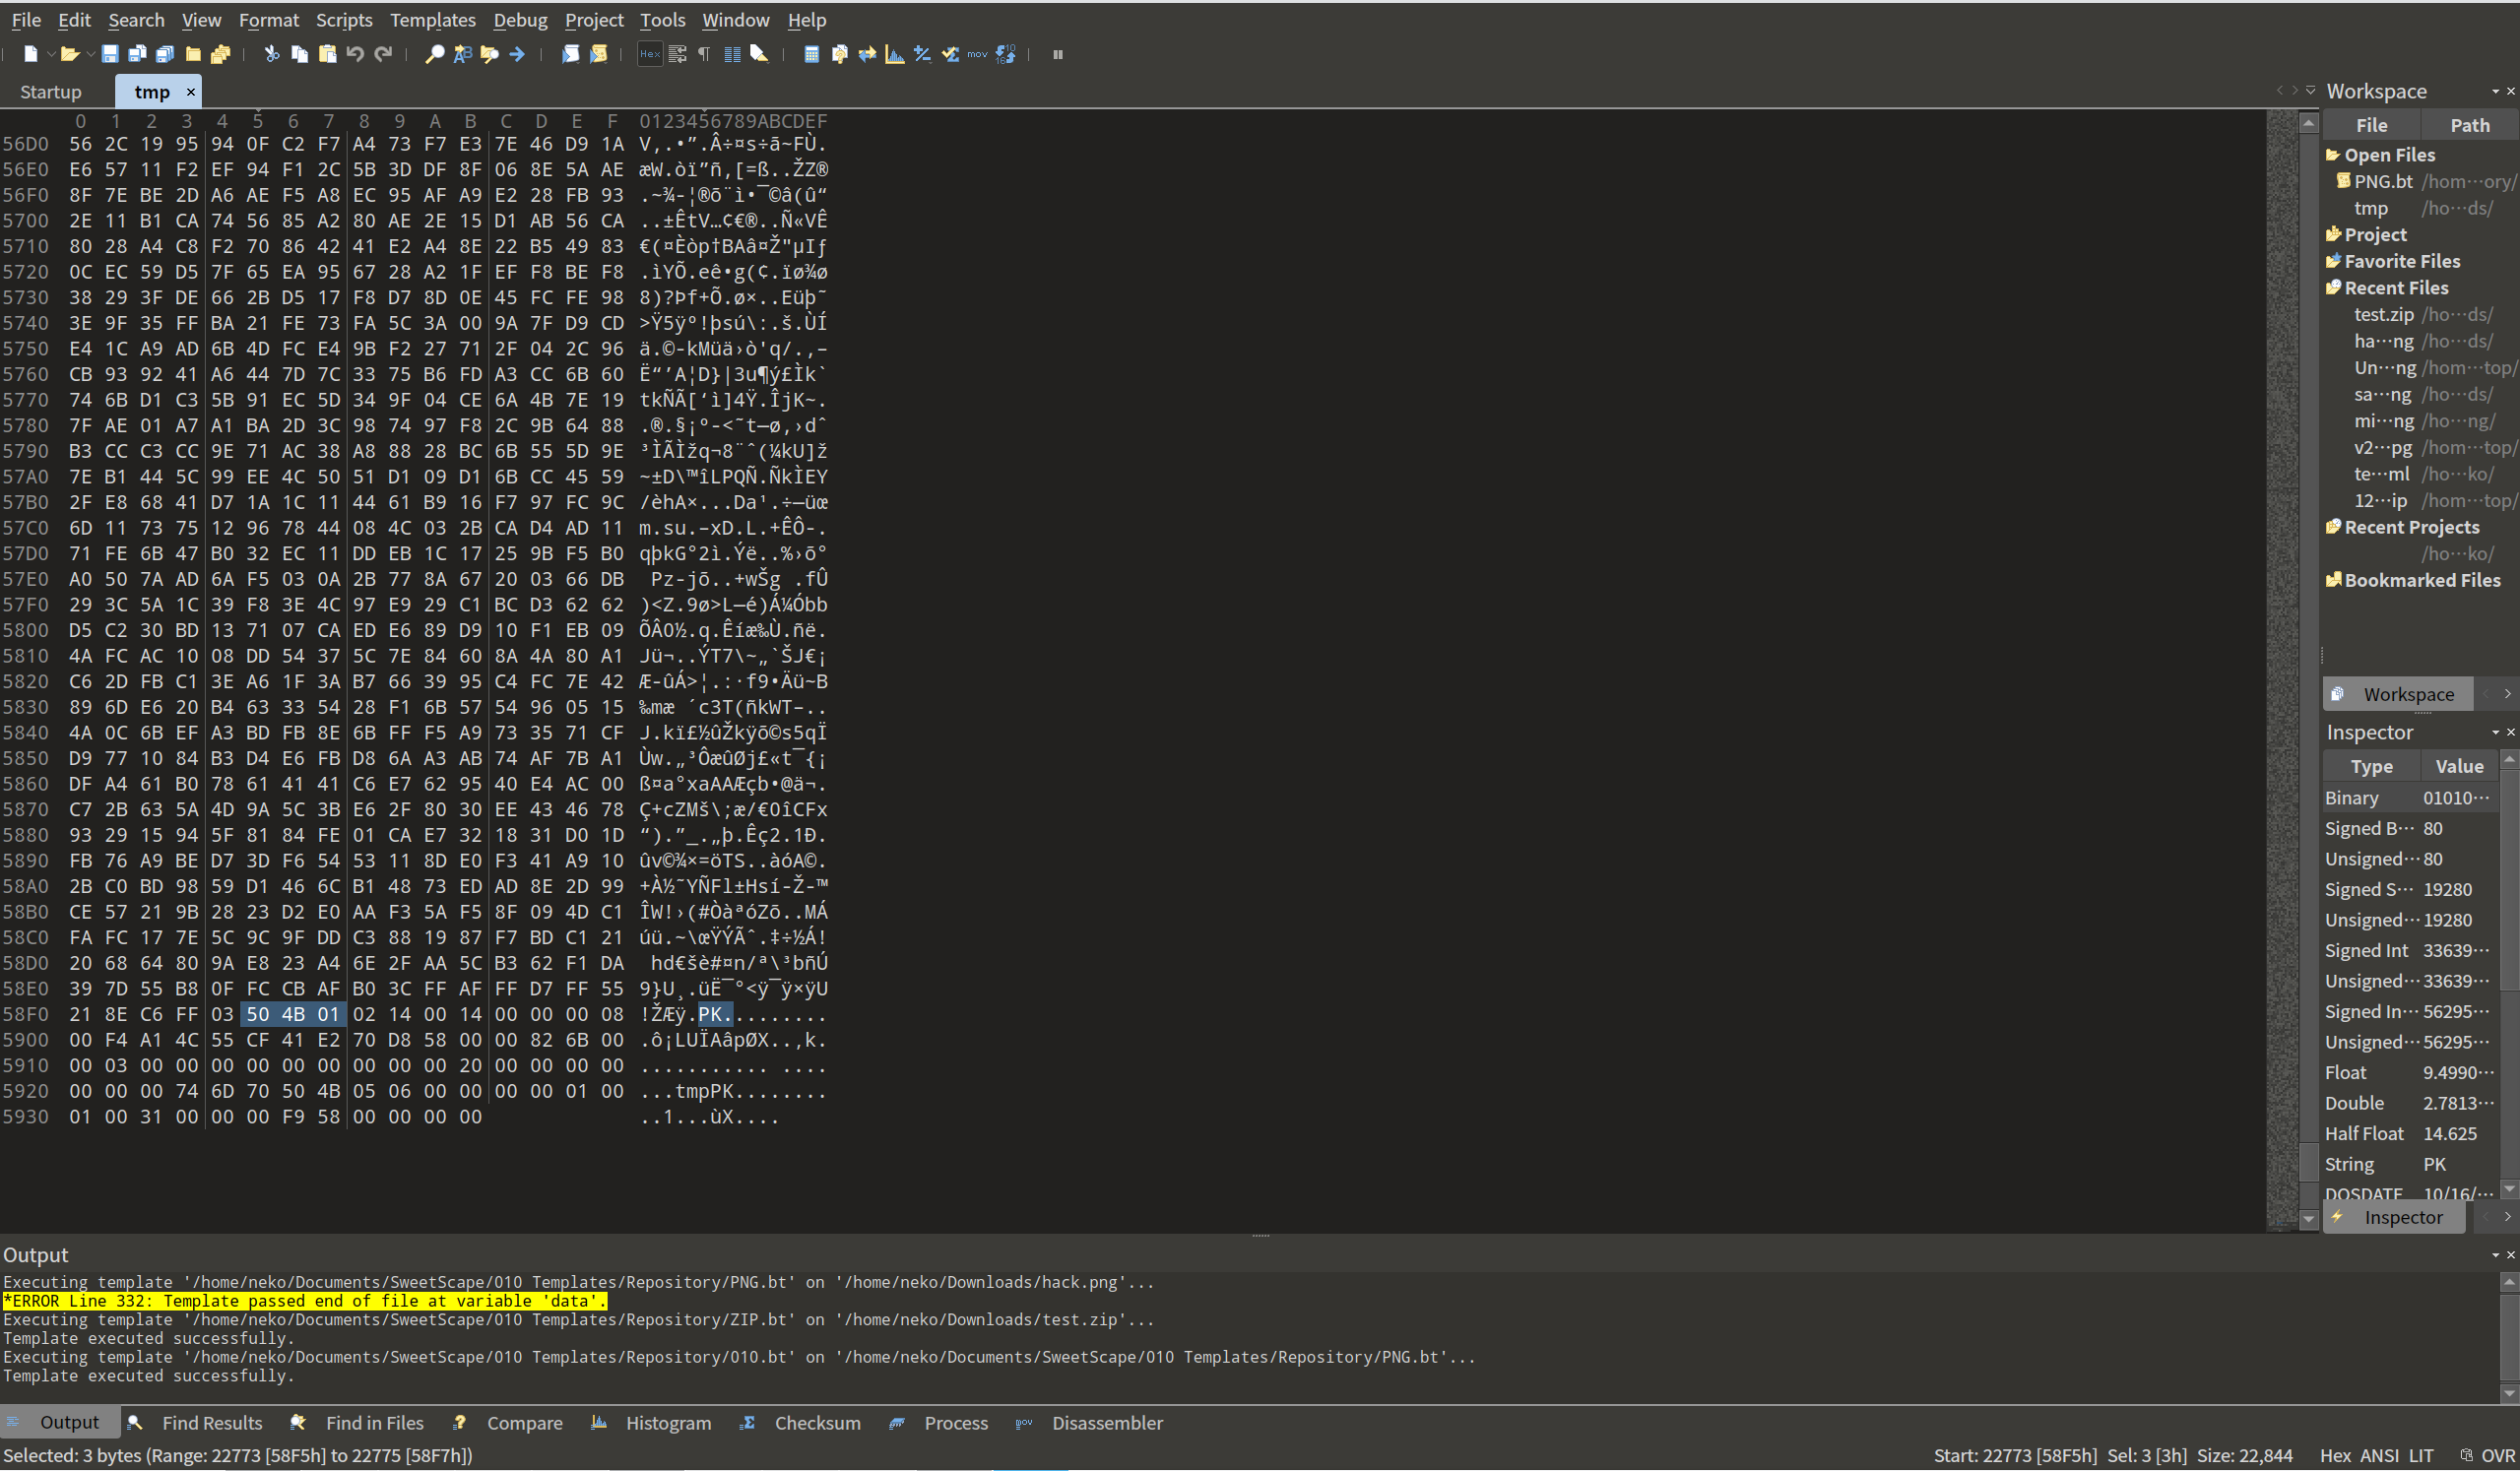 File Edit Search View Format Scripts Templates Debug Project Tools Window Help
Startup tmp ×
0 1 2 3 4 5 6 7 8 9 A B C D E F 0123456789ABCDEF
56D0 56 2C 19 95 94 0F C2 F7 A4 73 F7 E3 7E 46 D9 1A V,.•”.Â÷¤s÷ã~FÙ.
56E0 E6 57 11 F2 EF 94 F1 2C 5B 3D DF 8F 06 8E 5A AE æW.òï”ñ,[=ß..ŽZ®
56F0 8F 7E BE 2D A6 AE F5 A8 EC 95 AF A9 E2 28 FB 93 .~¾-¦®õ¨ì•¯©â(û“
5700 2E 11 B1 CA 74 56 85 A2 80 AE 2E 15 D1 AB 56 CA ..±ÊtV…¢€®..Ñ«VÊ
5710 80 28 A4 C8 F2 70 86 42 41 E2 A4 8E 22 B5 49 83 €(¤Èòp†BAâ¤Ž"µIƒ
5720 0C EC 59 D5 7F 65 EA 95 67 28 A2 1F EF F8 BE F8 .ìYÕ.eê•g(¢.ïø¾ø
5730 38 29 3F DE 66 2B D5 17 F8 D7 8D 0E 45 FC FE 98 8)?Þf+Õ.ø×..Eüþ˜
5740 3E 9F 35 FF BA 21 FE 73 FA 5C 3A 00 9A 7F D9 CD >Ÿ5ÿº!þsú\:.š.ÙÍ
5750 E4 1C A9 AD 6B 4D FC E4 9B F2 27 71 2F 04 2C 96 ä.©-kMüä›ò'q/.,–
5760 CB 93 92 41 A6 44 7D 7C 33 75 B6 FD A3 CC 6B 60 Ë“’A¦D}|3u¶ý£Ìk`
5770 74 6B D1 C3 5B 91 EC 5D 34 9F 04 CE 6A 4B 7E 19 tkÑÃ[‘ì]4Ÿ.ÎjK~.
5780 7F AE 01 A7 A1 BA 2D 3C 98 74 97 F8 2C 9B 64 88 .®.§¡º-<˜t—ø,›dˆ
5790 B3 CC C3 CC 9E 71 AC 38 A8 88 28 BC 6B 55 5D 9E ³ÌÃÌžq¬8¨ˆ(¼kU]ž
57A0 7E B1 44 5C 99 EE 4C 50 51 D1 09 D1 6B CC 45 59 ~±D\™îLPQÑ.ÑkÌEY
57B0 2F E8 68 41 D7 1A 1C 11 44 61 B9 16 F7 97 FC 9C /èhA×...Da¹.÷—üœ
57C0 6D 11 73 75 12 96 78 44 08 4C 03 2B CA D4 AD 11 m.su.–xD.L.+ÊÔ-.
57D0 71 FE 6B 47 B0 32 EC 11 DD EB 1C 17 25 9B F5 B0 qþkG°2ì.Ýë..%›õ°
57E0 A0 50 7A AD 6A F5 03 0A 2B 77 8A 67 20 03 66 DB Pz-jõ..+wŠg .fÛ
57F0 29 3C 5A 1C 39 F8 3E 4C 97 E9 29 C1 BC D3 62 62 )<Z.9ø>L—é)Á¼Óbb
5800 D5 C2 30 BD 13 71 07 CA ED E6 89 D9 10 F1 EB 09 ÕÂ0½.q.Êíæ‰Ù.ñë.
5810 4A FC AC 10 08 DD 54 37 5C 7E 84 60 8A 4A 80 A1 Jü¬..ÝT7\~„`ŠJ€¡
5820 C6 2D FB C1 3E A6 1F 3A B7 66 39 95 C4 FC 7E 42 Æ-ûÁ>¦.:·f9•Äü~B
5830 89 6D E6 20 B4 63 33 54 28 F1 6B 57 54 96 05 15 ‰mæ ´c3T(ñkWT–..
5840 4A 0C 6B EF A3 BD FB 8E 6B FF F5 A9 73 35 71 CF J.kï£½ûŽkÿõ©s5qÏ
5850 D9 77 10 84 B3 D4 E6 FB D8 6A A3 AB 74 AF 7B A1 Ùw.„³ÔæûØj£«t¯{¡
5860 DF A4 61 B0 78 61 41 41 C6 E7 62 95 40 E4 AC 00 ß¤a°xaAAÆçb•@ä¬.
5870 C7 2B 63 5A 4D 9A 5C 3B E6 2F 80 30 EE 43 46 78 Ç+cZMš\;æ/€0îCFx
5880 93 29 15 94 5F 81 84 FE 01 CA E7 32 18 31 D0 1D “).”_.„þ.Êç2.1Ð.
5890 FB 76 A9 BE D7 3D F6 54 53 11 8D E0 F3 41 A9 10 ûv©¾×=öTS..àóA©.
58A0 2B C0 BD 98 59 D1 46 6C B1 48 73 ED AD 8E 2D 99 +À½˜YÑFl±Hsí-Ž-™
58B0 CE 57 21 9B 28 23 D2 E0 AA F3 5A F5 8F 09 4D C1 ÎW!›(#ÒàªóZõ..MÁ
58C0 FA FC 17 7E 5C 9C 9F DD C3 88 19 87 F7 BD C1 21 úü.~\œŸÝÃˆ.‡÷½Á!
58D0 20 68 64 80 9A E8 23 A4 6E 2F AA 5C B3 62 F1 DA hd€šè#¤n/ª\³bñÚ
58E0 39 7D 55 B8 0F FC CB AF B0 3C FF AF FF D7 FF 55 9}U¸.üË¯°<ÿ¯ÿ×ÿU
58F0 21 8E C6 FF 03 50 4B 01 02 14 00 14 00 00 00 08 !ŽÆÿ.PK.........
5900 00 F4 A1 4C 55 CF 41 E2 70 D8 58 00 00 82 6B 00 .ô¡LUÏAâpØX..‚k.
5910 00 03 00 00 00 00 00 00 00 00 00 20 00 00 00 00 ........... ....
5920 00 00 00 74 6D 70 50 4B 05 06 00 00 00 00 01 00 ...tmpPK........
5930 01 00 31 00 00 00 F9 58 00 00 00 00 ..1...ùX....
Workspace
File Path
Open Files
PNG.bt /hom···ory/
tmp /ho···ds/
Project
Favorite Files
Recent Files
test.zip /ho···ds/
ha···ng /ho···ds/
Un···ng /hom···top/
sa···ng /ho···ds/
mi···ng /ho···ng/
v2···pg /hom···top/
te···ml /ho···ko/
12···ip /hom···top/
Recent Projects
/ho···ko/
Bookmarked Files
Workspace
Inspector
Type Value
Binary 01010···
Signed B··· 80
Unsigned··· 80
Signed S··· 19280
Unsigned··· 19280
Signed Int 33639···
Unsigned··· 33639···
Signed In··· 56295···
Unsigned··· 56295···
Float 9.4990···
Double 2.7813···
Half Float 14.625
String PK
DOSDATE 10/16/···
Inspector
Output
Executing template '/home/neko/Documents/SweetScape/010 Templates/Repository/PNG.bt' on '/home/neko/Downloads/hack.png'...
*ERROR Line 332: Template passed end of file at variable 'data'.
Executing template '/home/neko/Documents/SweetScape/010 Templates/Repository/ZIP.bt' on '/home/neko/Downloads/test.zip'...
Template executed successfully.
Executing template '/home/neko/Documents/SweetScape/010 Templates/Repository/010.bt' on '/home/neko/Documents/SweetScape/010 Templates/Repository/PNG.bt'...
Template executed successfully.
Output Find Results Find in Files Compare Histogram Checksum Process Disassembler
Selected: 3 bytes (Range: 22773 [58F5h] to 22775 [58F7h]) Start: 22773 [58F5h] Sel: 3 [3h] Size: 22,844 Hex ANSI LIT OVR